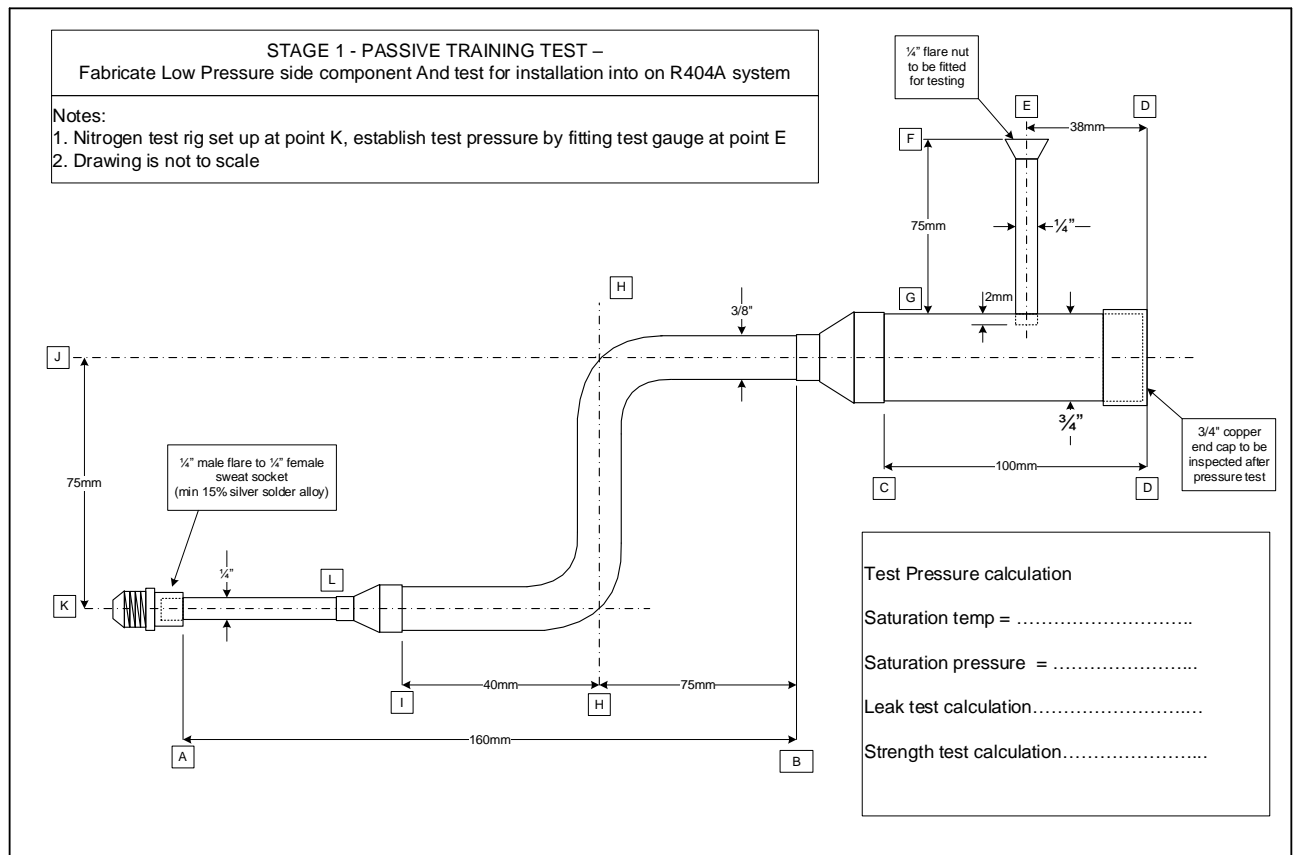 STAGE 1 - PASSIVE TRAINING TEST –
Fabricate Low Pressure side component And test for installation into on R404A system
Notes:
1. Nitrogen test rig set up at point K, establish test pressure by fitting test gauge at point E
2. Drawing is not to scale
¼” flare nut
to be fitted
for testing
E
D
38mm
F
75mm
¼”
H
G
2mm
3/8”
J
¾”
3/4” copper
end cap to be
inspected after
pressure test
¼” male flare to ¼” female
sweat socket
(min 15% silver solder alloy)
75mm
100mm
C
D
¼”
L
K
40mm
75mm
I
H
160mm
A
B
Test Pressure calculation
Saturation temp = ………………………..
Saturation pressure = …………………...
Leak test calculation……………………..…
Strength test calculation…………………...